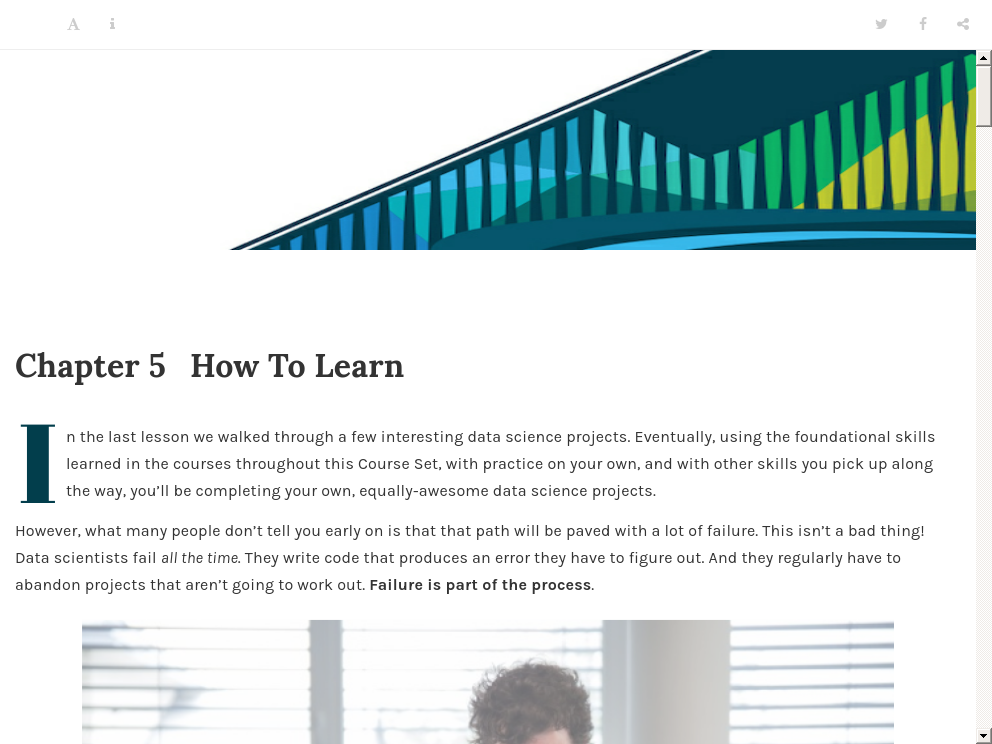 Chapter 5 How To Learn
In the last lesson we walked through a few interesting data science projects. Eventually, using the foundational skills
learned in the courses throughout this Course Set, with practice on your own, and with other skills you pick up along
the way, you’ll be completing your own, equally-awesome data science projects.
However, what many people don’t tell you early on is that that path will be paved with a lot of failure. This isn’t a bad thing!
Data scientists fail all the time. They write code that produces an error they have to figure out. And they regularly have to
abandon projects that aren’t going to work out. Failure is part of the process.